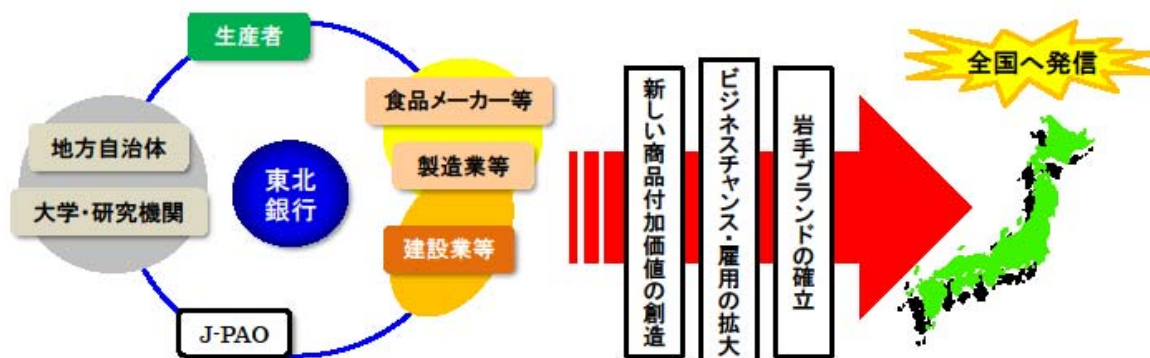 生産者
食品メーカー等
地方自治体
製造業等
東北
銀行
大学・研究機関
建設業等
J-PAO
新しい商品付加価値の創造
ビジネスチャンス・雇用の拡大
岩手ブランドの確立
全国へ発信